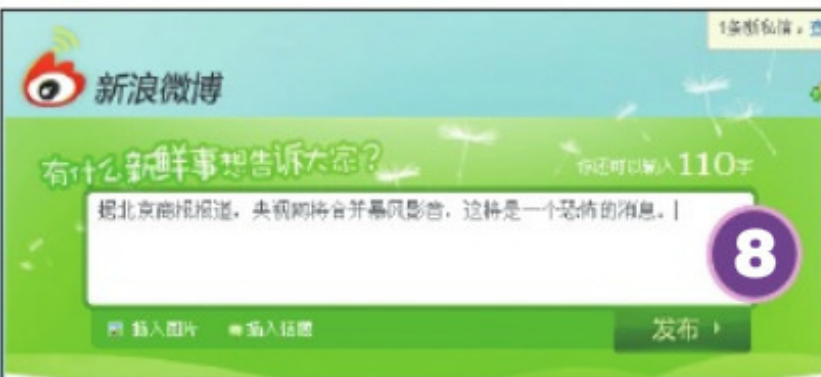 1条新私信，查
新浪微博
有什么新鲜事想告诉大家?
你还可以输入110字
据北京商报报道，央视网将合并暴风影音，这将是一个恐怖的消息。
8
插入图片 插入话题
发布